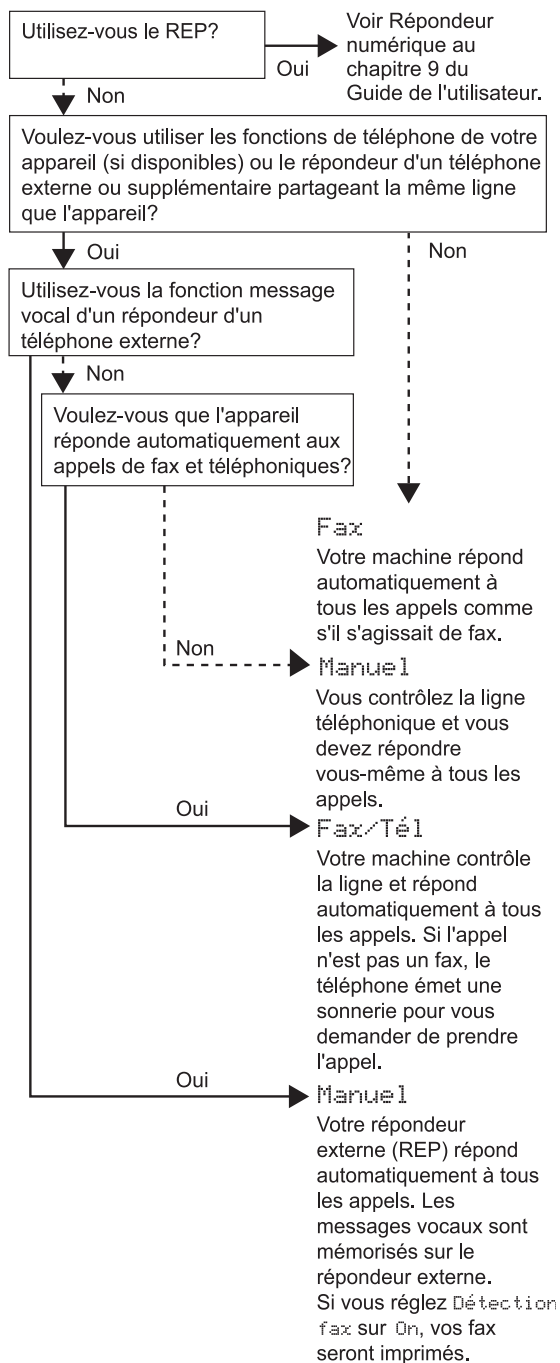 Utilisez-vous le REP?
Oui
Voir Répondeur
numérique au
chapitre 9 du
Guide de l'utilisateur.
Non
Voulez-vous utiliser les fonctions de téléphone de votre
appareil (si disponibles) ou le répondeur d'un téléphone
externe ou supplémentaire partageant la même ligne
que l'appareil?
Oui
Non
Utilisez-vous la fonction message
vocal d'un répondeur d'un
téléphone externe?
Non
Voulez-vous que l'appareil
réponde automatiquement aux
appels de fax et téléphoniques?
Fax
Votre machine répond
automatiquement à
tous les appels comme
s'il s'agissait de fax.
Non
Manuel
Vous contrôlez la ligne
téléphonique et vous
devez répondre
vous-même à tous les
appels.
Oui
Fax/Tél
Votre machine contrôle
la ligne et répond
automatiquement à tous
les appels. Si l'appel
n'est pas un fax, le
téléphone émet une
sonnerie pour vous
demander de prendre
l'appel.
Oui
Manuel
Votre répondeur
externe (REP) répond
automatiquement à tous
les appels. Les
messages vocaux sont
mémorisés sur le
répondeur externe.
Si vous réglez Détection
fax sur On, vos fax
seront imprimés.